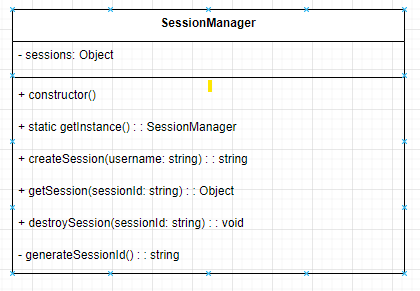 SessionManager
- sessions: Object
+ constructor()
+ static getInstance() : : SessionManager
+ createSession(username: string) : : string
+ getSession(sessionId: string) : : Object
+ destroySession(sessionId: string) : : void
- generateSessionId() : : string